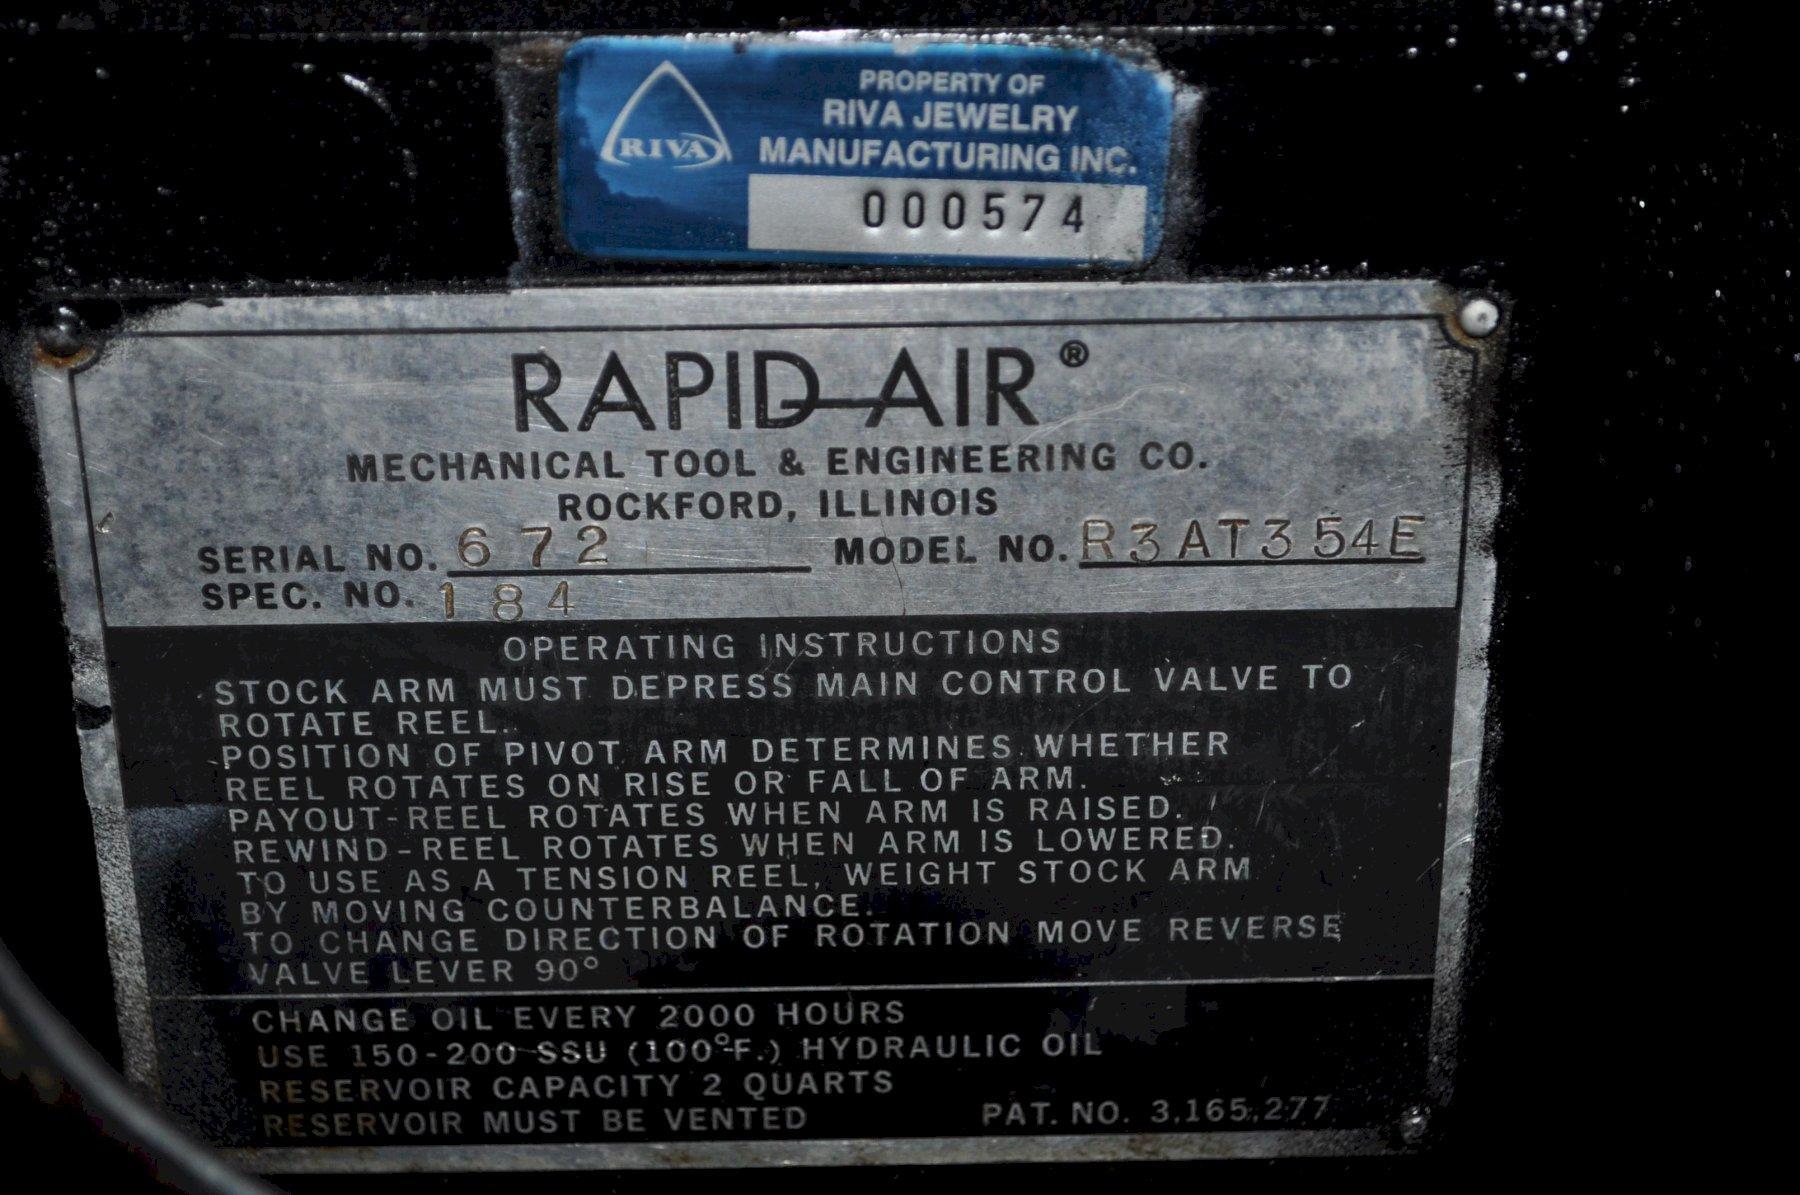 RIVA
PROPERTY OF
RIVA JEWELRY
MANUFACTURING INC.
000574
RAPID-AIR®
MECHANICAL TOOL & ENGINEERING CO.
ROCKFORD, ILLINOIS
SERIAL NO. 672 MODEL NO. R3AT354E
SPEC. NO. 184
OPERATING INSTRUCTIONS
STOCK ARM MUST DEPRESS MAIN CONTROL VALVE TO
ROTATE REEL.
POSITION OF PIVOT ARM DETERMINES WHETHER
REEL ROTATES ON RISE OR FALL OF ARM.
PAYOUT-REEL ROTATES WHEN ARM IS RAISED.
REWIND-REEL ROTATES WHEN ARM IS LOWERED.
TO USE AS A TENSION REEL, WEIGHT STOCK ARM
BY MOVING COUNTERBALANCE.
TO CHANGE DIRECTION OF ROTATION MOVE REVERSE
VALVE LEVER 90°
CHANGE OIL EVERY 2000 HOURS
USE 150-200 SSU (100°F.) HYDRAULIC OIL
RESERVOIR CAPACITY 2 QUARTS
RESERVOIR MUST BE VENTED PAT. NO. 3,165,277